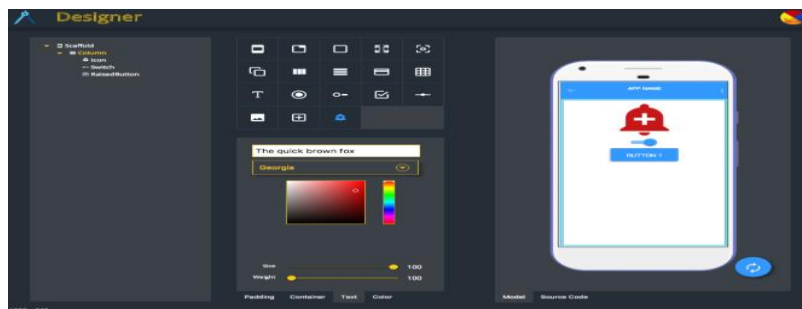 Designer
Scaffold
Column
Icon
Switch
RaisedButton
The quick brown fox
Georgia
Size 100
Weight 100
Padding Container Text Color
APP NAME
BUTTON 1
Model Source Code